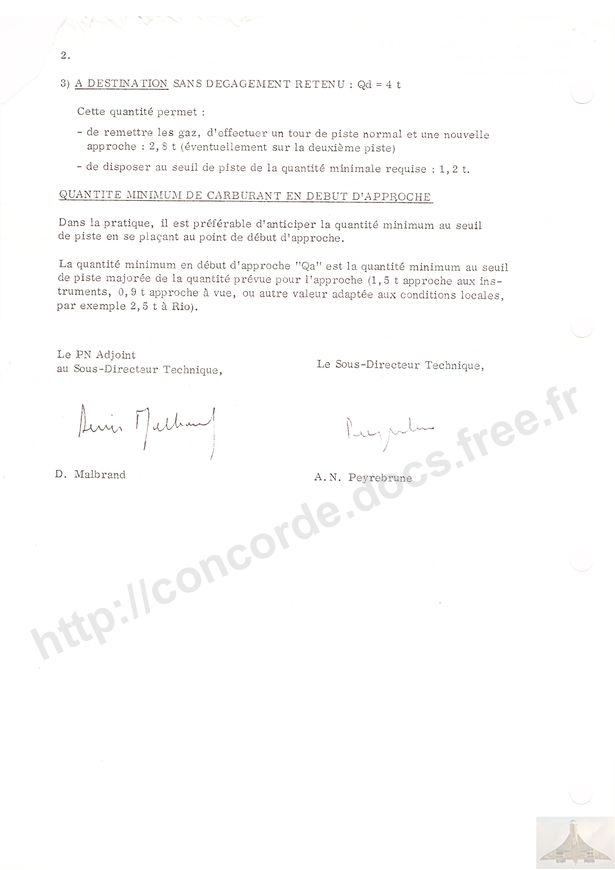 2.
3) A DESTINATION SANS DEGAGEMENT RETENU : Qd = 4 t
Cette quantité permet :
- de remettre les gaz, d'effectuer un tour de piste normal et une nouvelle
approche : 2,8 t (éventuellement sur la deuxième piste)
- de disposer au seuil de piste de la quantité minimale requise : 1,2 t.
QUANTITE MINIMUM DE CARBURANT EN DEBUT D'APPROCHE
Dans la pratique, il est préférable d'anticiper la quantité minimum au seuil
de piste en se plaçant au point de début d'approche.
La quantité minimum en début d'approche "Qa" est la quantité minimum au seuil
de piste majorée de la quantité prévue pour l'approche (1,5 t approche aux ins-
truments, 0,9 t approche à vue, ou autre valeur adaptée aux conditions locales,
par exemple 2,5 t à Rio).
Le PN Adjoint
au Sous-Directeur Technique,
Le Sous-Directeur Technique,
Denis Malbrand
D. Malbrand
A.N. Peyrebrune
http://concorde.docs.free.fr